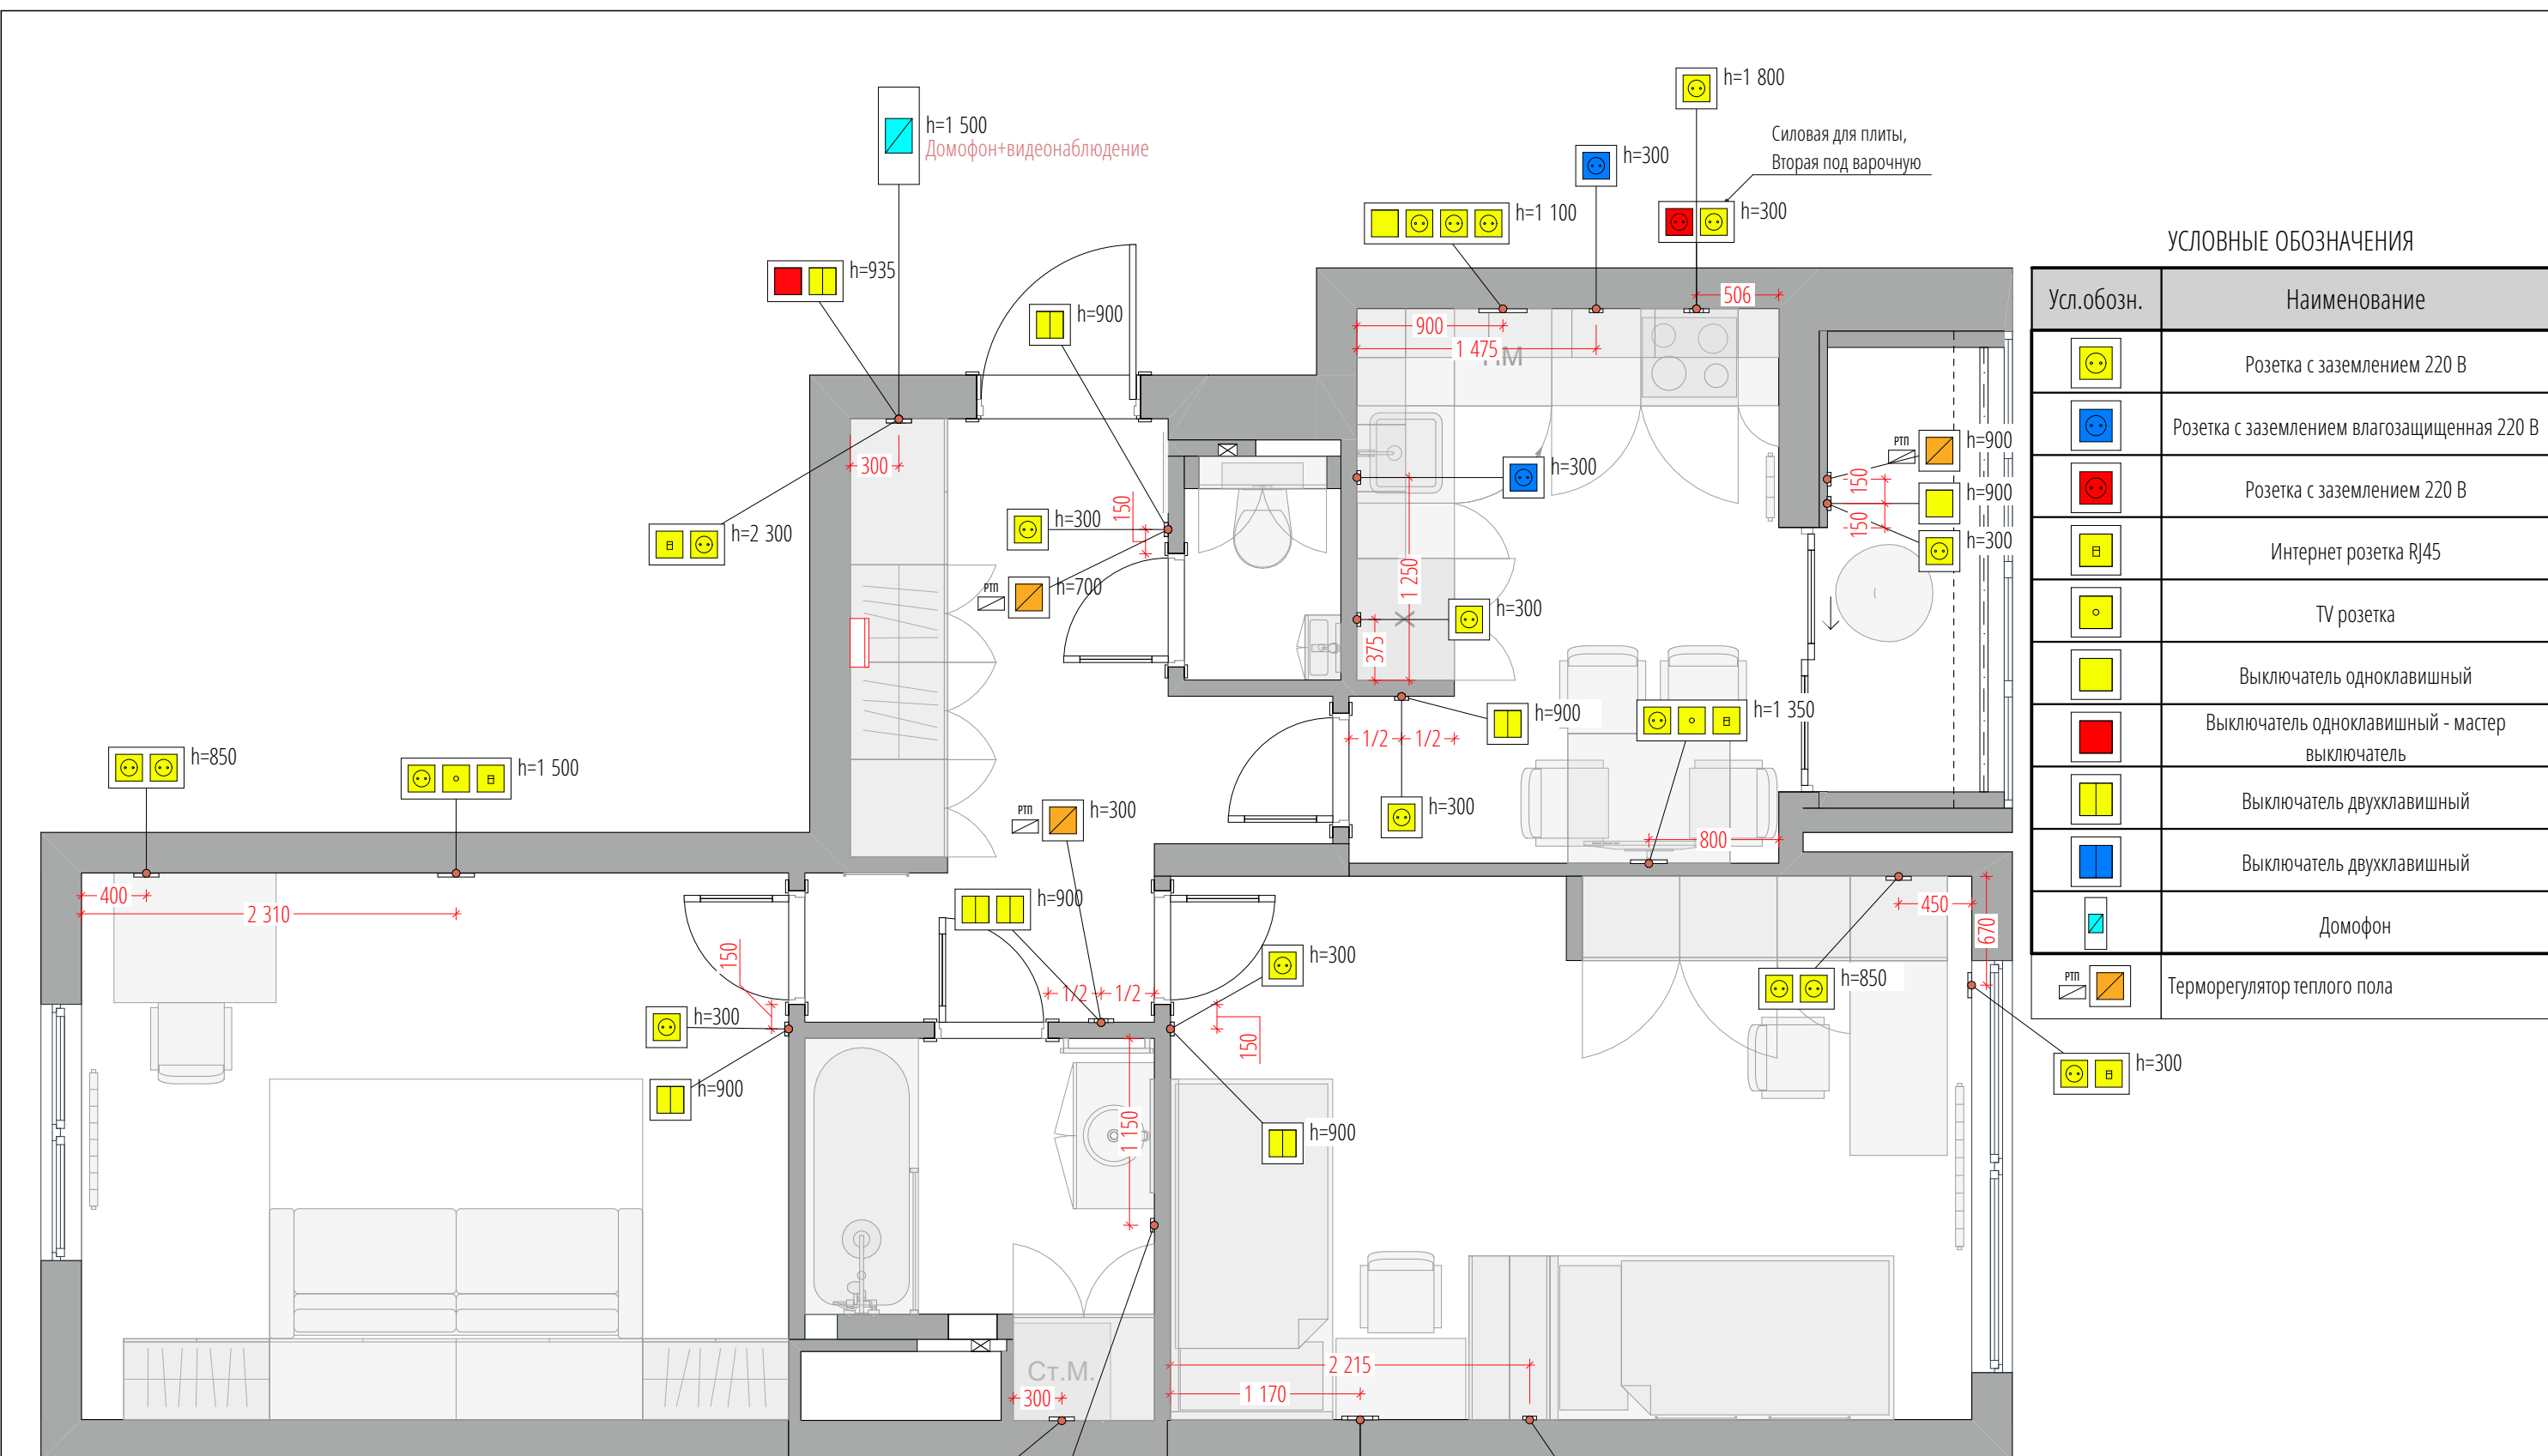 h=1 800
h=1 500
Домофон+видеонаблюдение
Силовая для плиты,
Вторая под варочную
h=300
h=1 100
h=300
h=935
h=900
506
900
1 475
300
h=2 300
h=300
150
РТП
h=700
h=300
1 250
h=300
375
РТП
h=900
150
h=900
150
h=300
h=900
1/2
1/2
h=1 350
h=300
800
h=850
h=1 500
РТП
h=300
400
2 310
h=900
150
h=300
h=900
1/2
1/2
h=300
150
h=900
450
670
h=850
h=300
1 150
Ст.М.
300
2 215
1 170
УСЛОВНЫЕ ОБОЗНАЧЕНИЯ
Усл.обозн.
Наименование
Розетка с заземлением 220 В
Розетка с заземлением влагозащищенная 220 В
Розетка с заземлением 220 В
Интернет розетка RJ45
TV розетка
Выключатель одноклавишный
Выключатель одноклавишный - мастер
выключатель
Выключатель двухклавишный
Выключатель двухклавишный
Домофон
РТП
Терморегулятор теплого пола